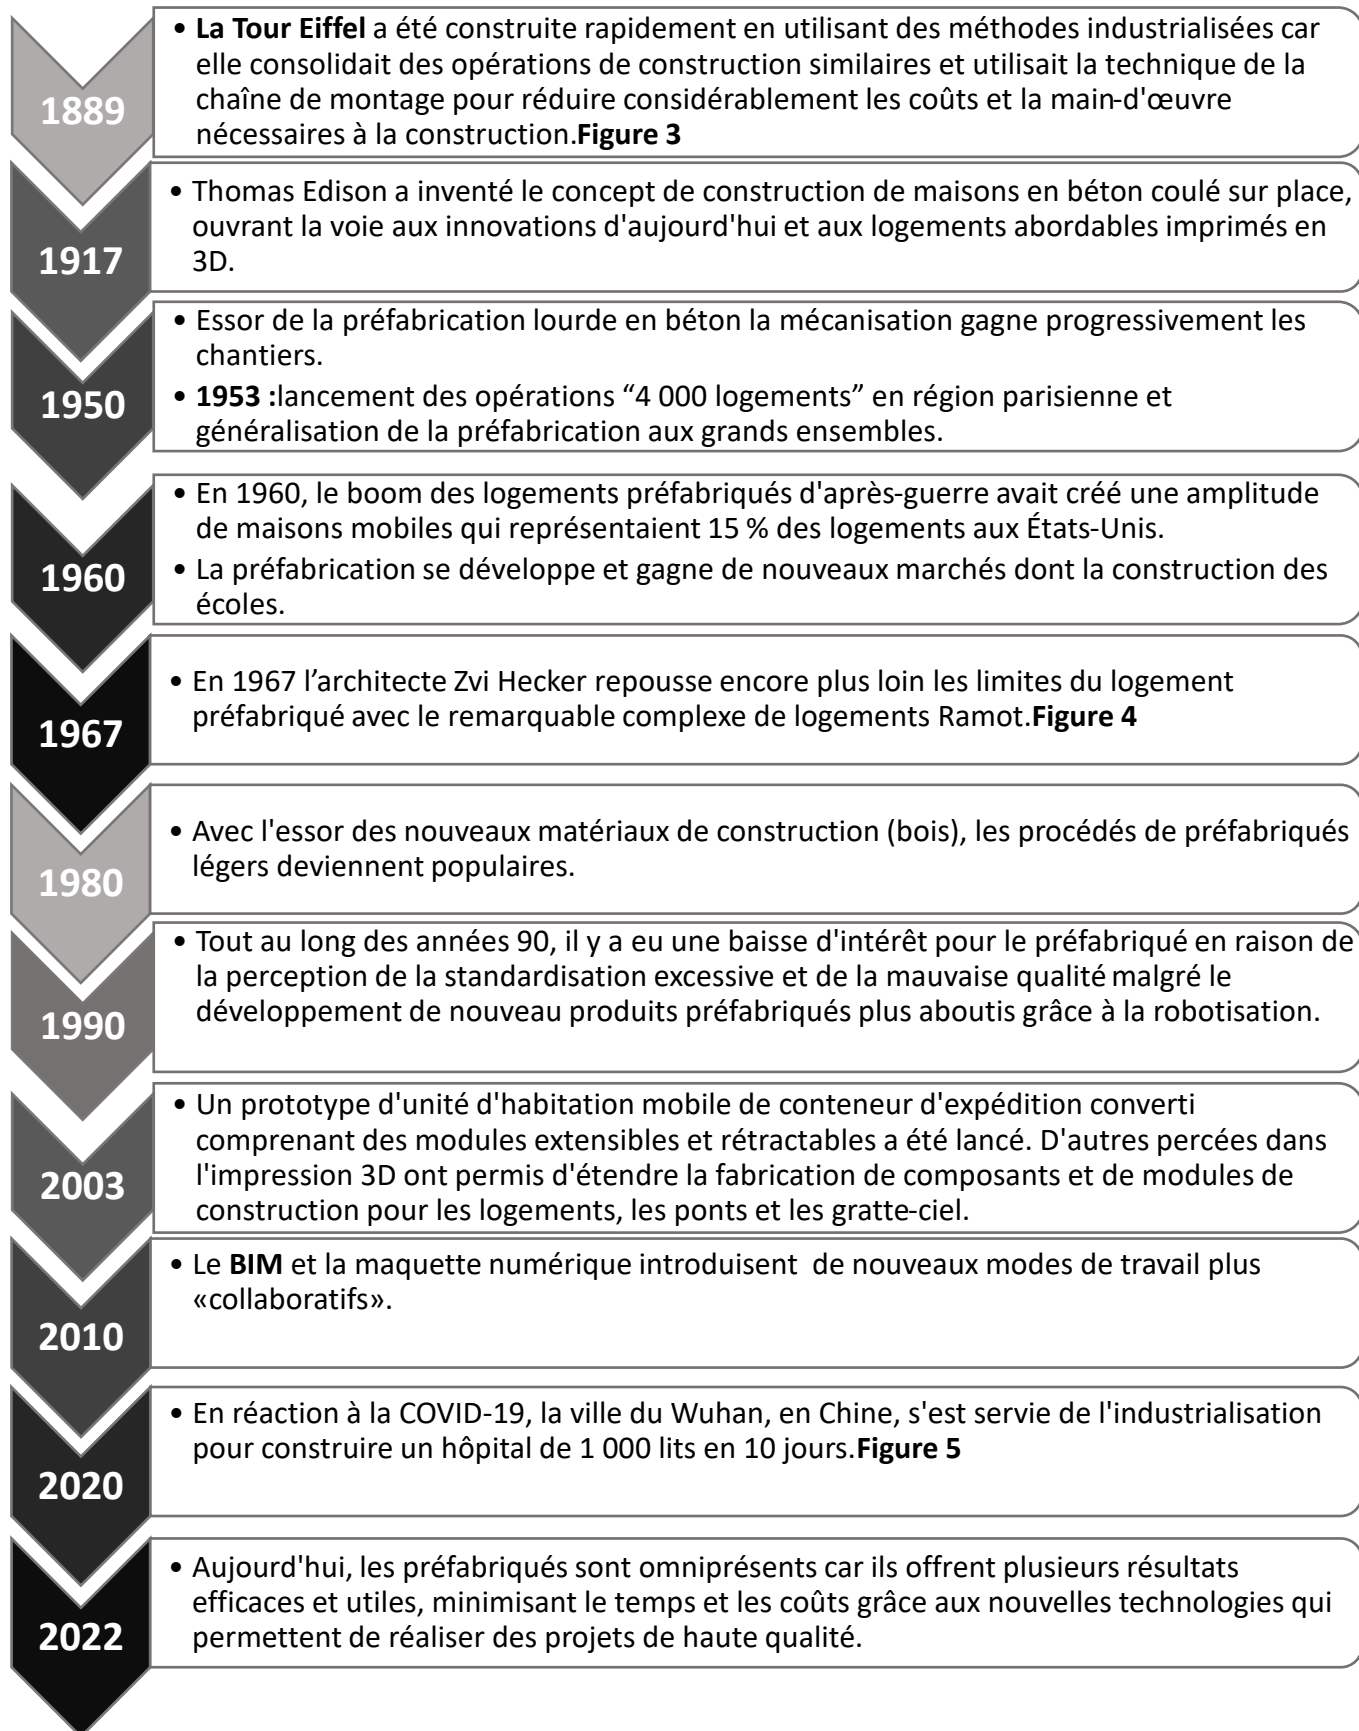 1889
• La Tour Eiffel a été construite rapidement en utilisant des méthodes industrialisées car
elle consolidait des opérations de construction similaires et utilisait la technique de la
chaîne de montage pour réduire considérablement les coûts et la main-d'œuvre
nécessaires à la construction.Figure 3
1917
• Thomas Edison a inventé le concept de construction de maisons en béton coulé sur place,
ouvrant la voie aux innovations d'aujourd'hui et aux logements abordables imprimés en
3D.
1950
• Essor de la préfabrication lourde en béton la mécanisation gagne progressivement les
chantiers.
• 1953 :lancement des opérations “4 000 logements” en région parisienne et
généralisation de la préfabrication aux grands ensembles.
1960
• En 1960, le boom des logements préfabriqués d'après-guerre avait créé une amplitude
de maisons mobiles qui représentaient 15 % des logements aux États-Unis.
• La préfabrication se développe et gagne de nouveaux marchés dont la construction des
écoles.
1967
• En 1967 l’architecte Zvi Hecker repousse encore plus loin les limites du logement
préfabriqué avec le remarquable complexe de logements Ramot.Figure 4
1980
• Avec l'essor des nouveaux matériaux de construction (bois), les procédés de préfabriqués
légers deviennent populaires.
1990
• Tout au long des années 90, il y a eu une baisse d'intérêt pour le préfabriqué en raison de
la perception de la standardisation excessive et de la mauvaise qualité malgré le
développement de nouveau produits préfabriqués plus aboutis grâce à la robotisation.
2003
• Un prototype d'unité d'habitation mobile de conteneur d'expédition converti
comprenant des modules extensibles et rétractables a été lancé. D'autres percées dans
l'impression 3D ont permis d'étendre la fabrication de composants et de modules de
construction pour les logements, les ponts et les gratte-ciel.
2010
• Le BIM et la maquette numérique introduisent de nouveaux modes de travail plus
«collaboratifs».
2020
• En réaction à la COVID-19, la ville du Wuhan, en Chine, s'est servie de l'industrialisation
pour construire un hôpital de 1 000 lits en 10 jours.Figure 5
2022
• Aujourd'hui, les préfabriqués sont omniprésents car ils offrent plusieurs résultats
efficaces et utiles, minimisant le temps et les coûts grâce aux nouvelles technologies qui
permettent de réaliser des projets de haute qualité.